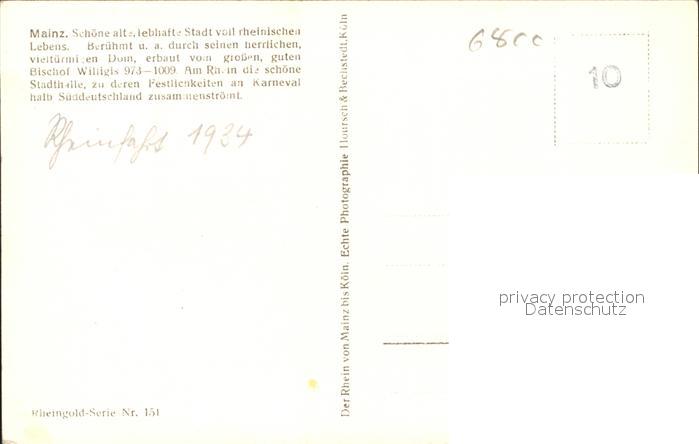 Mainz. Schöne alte, lebhafte Stadt voll rheinischen
Lebens. Berühmt u. a. durch seinen herrlichen,
vieltürmigen Dom, erbaut vom großen, guten
Bischof Willigis 973—1009. Am Rhein die schöne
Stadthalle, zu deren Festlichkeiten an Karneval
halb Süddeutschland zusammenströmt.
Rheinfahrt 1934
Rheingold-Serie Nr. 151
Der Rhein von Mainz bis Köln. Echte Photographie Hoursch & Bechstedt, Köln
68cc
10
privacy protection
Datenschutz